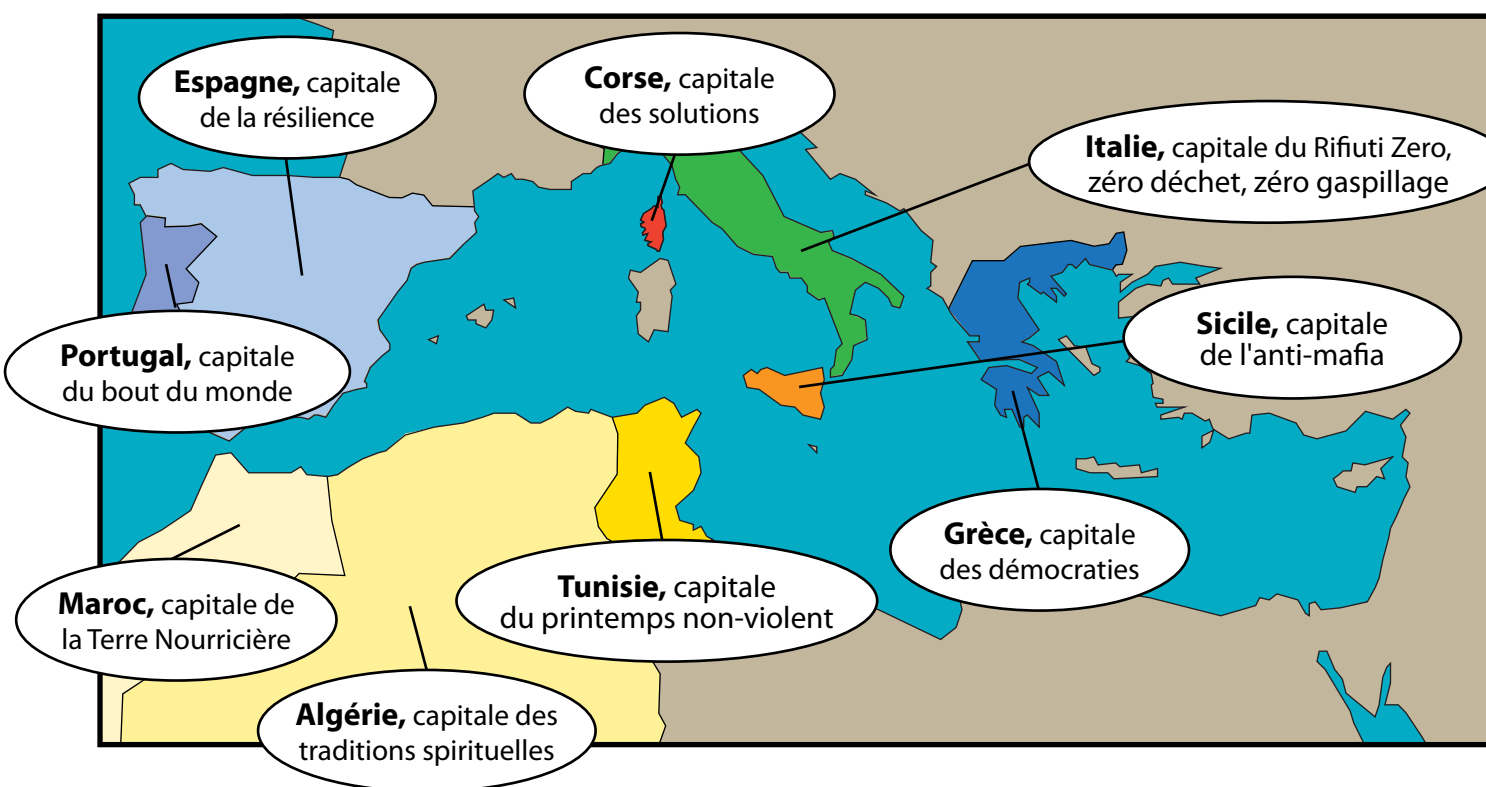 Espagne, capitale
de la résilience
Corse, capitale
des solutions
Italie, capitale du Rifiuti Zero,
zéro déchet, zéro gaspillage
Portugal, capitale
du bout du monde
Sicile, capitale
de l'anti-mafia
Grèce, capitale
des démocraties
Maroc, capitale de
la Terre Nourricière
Tunisie, capitale
du printemps non-violent
Algérie, capitale des
traditions spirituelles